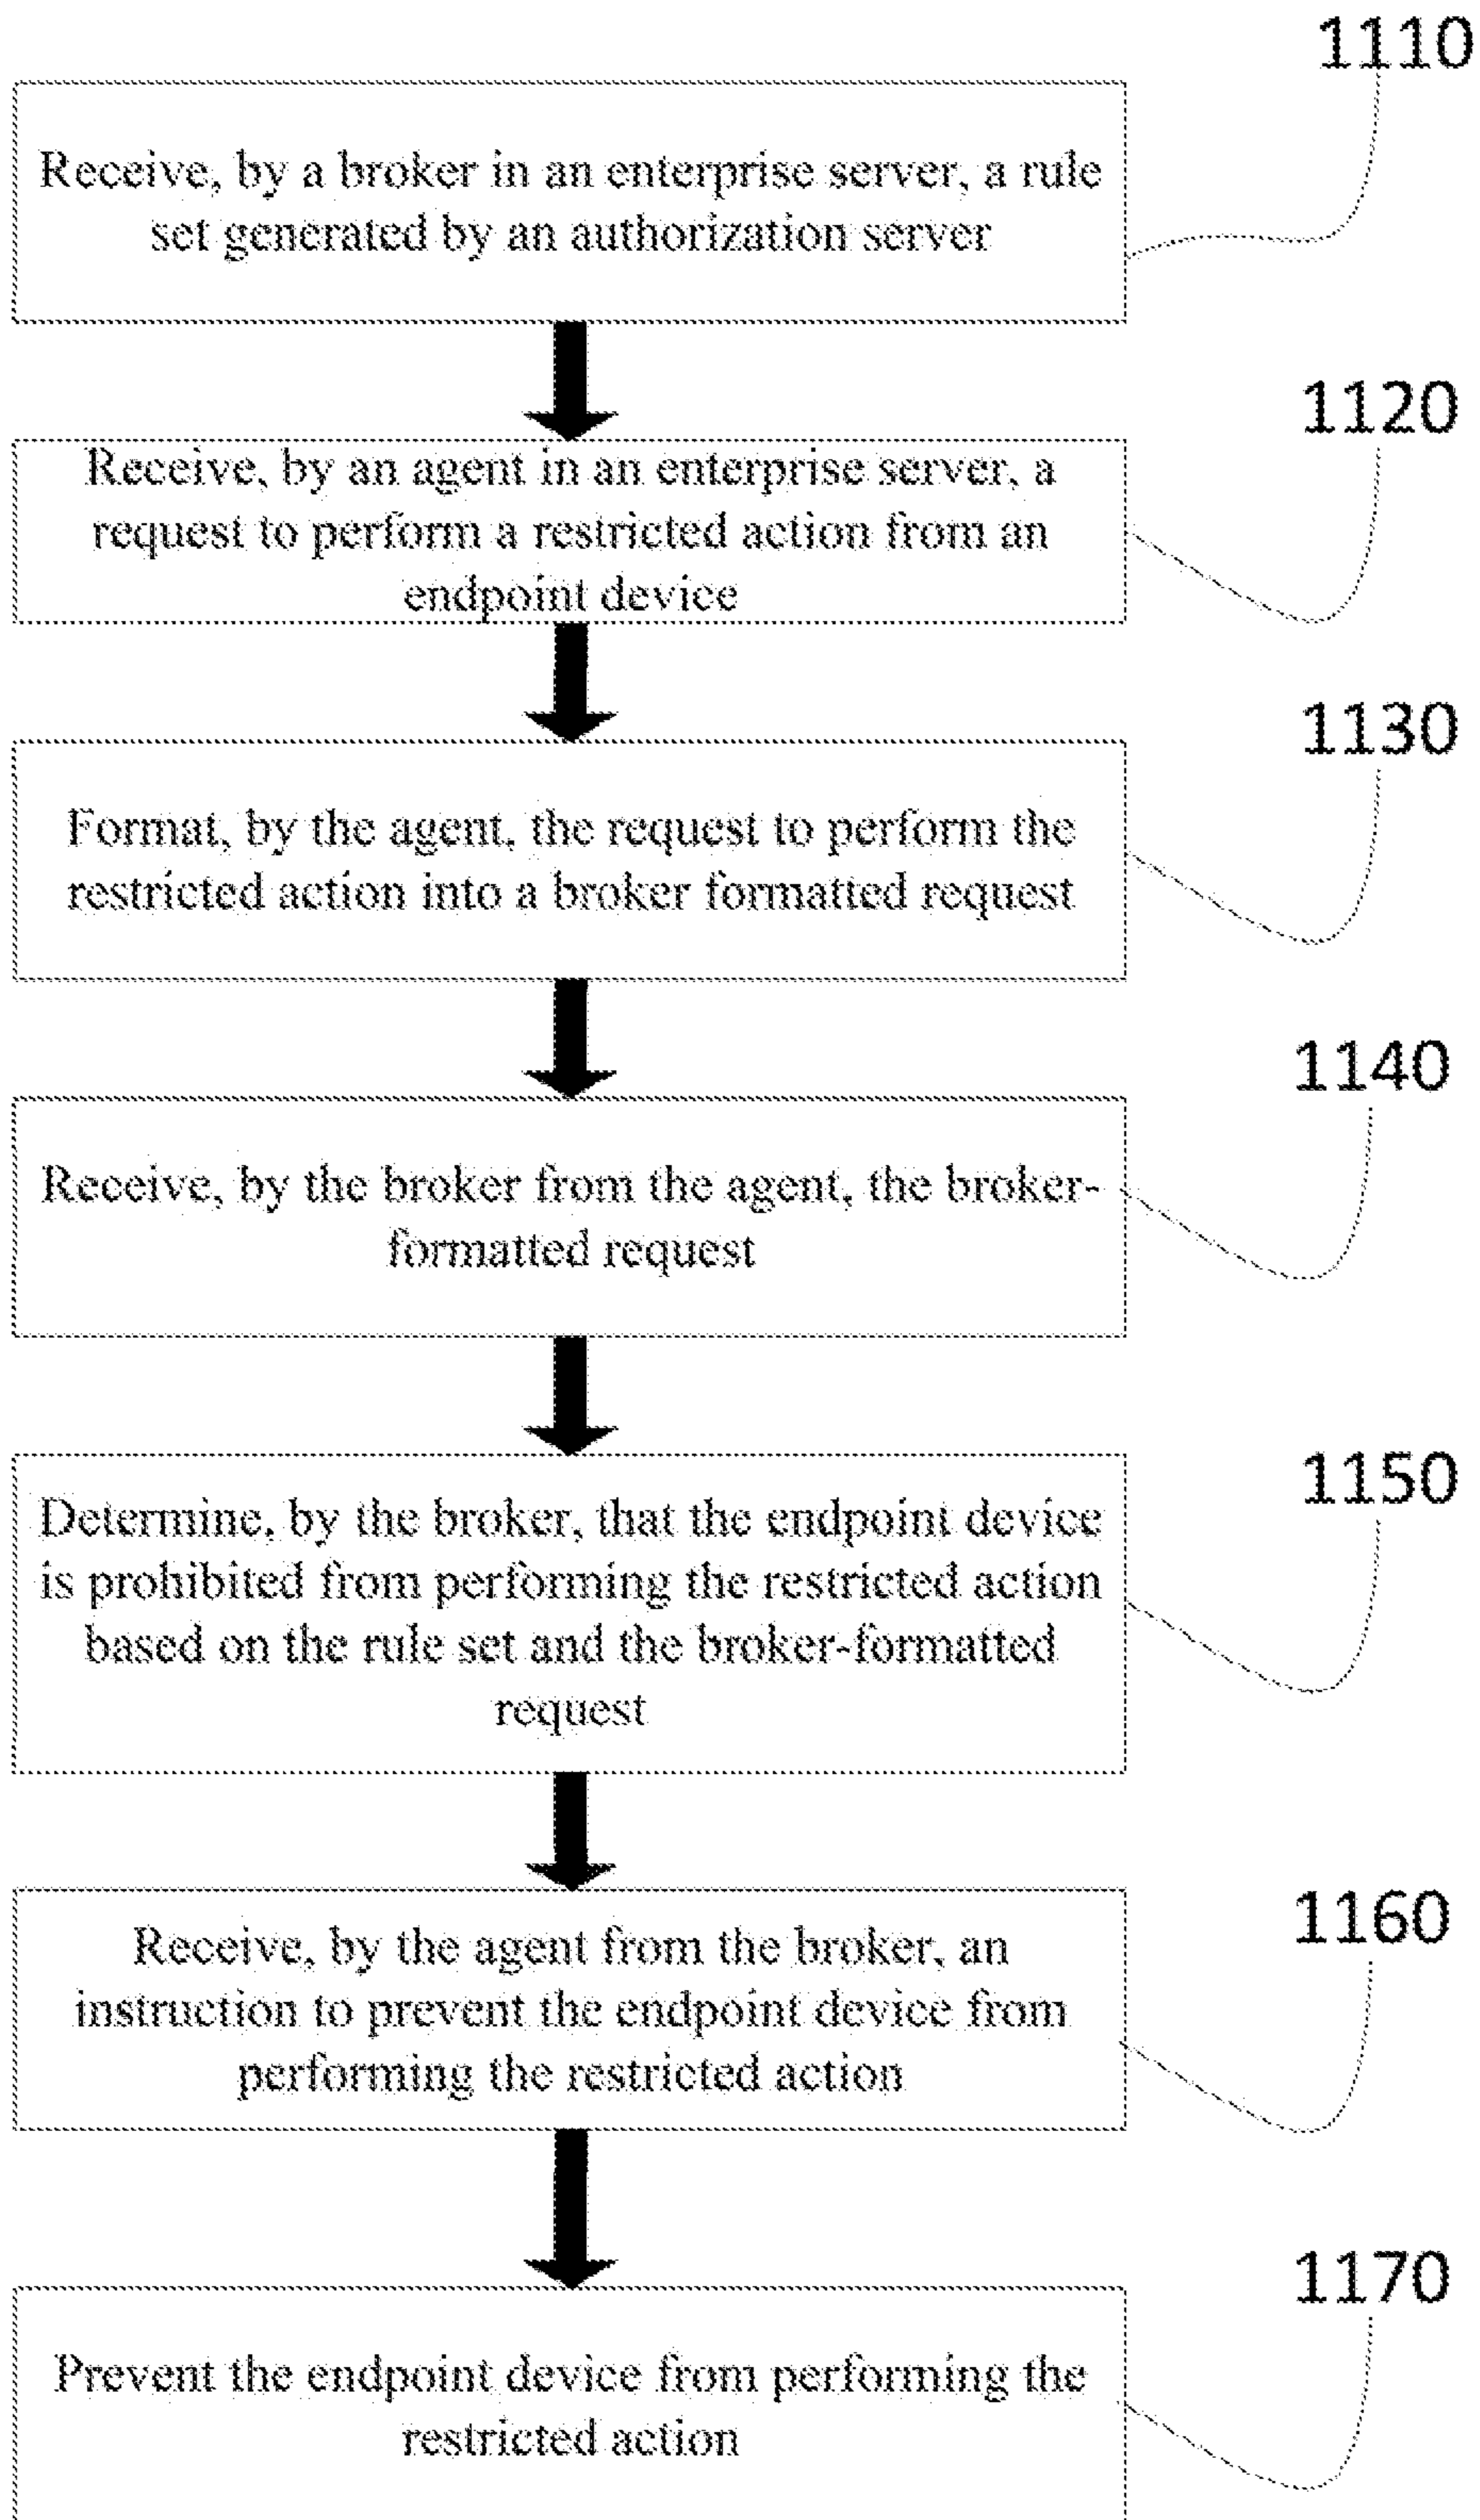 1110
Receive, by a broker in an enterprise server, a rule
set generated by an authorization server
1120
Receive, by an agent in an enterprise server, a
request to perform a restricted action from an
endpoint device
1130
Format, by the agent, the request to perform the
restricted action into a broker formatted request
1140
Receive, by the broker from the agent, the broker-
formatted request
1150
Determine, by the broker, that the endpoint device
is prohibited from performing the restricted action
based on the rule set and the broker-formatted
request
1160
Receive, by the agent from the broker, an
instruction to prevent the endpoint device from
performing the restricted action
1170
Prevent the endpoint device from performing the
restricted action